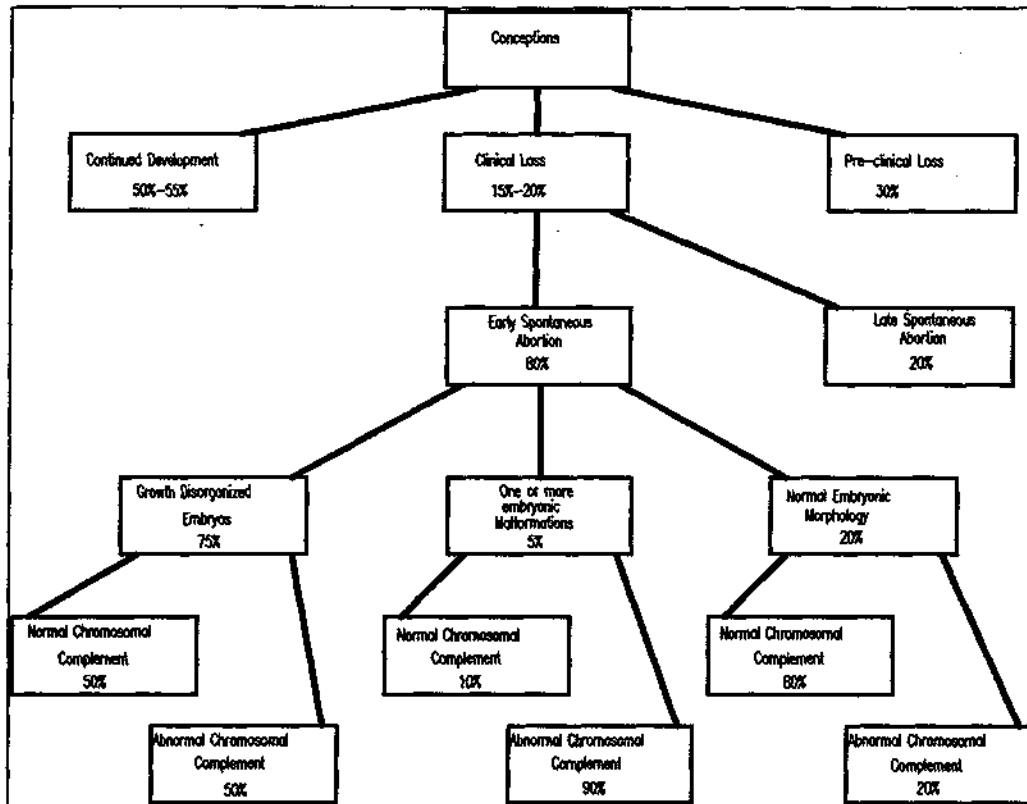 Conceptions
Continued Development
50%-55%
Clinical Loss
15%-20%
Pre-clinical Loss
30%
Early Spontaneous
Abortion
80%
Late Spontaneous
Abortion
20%
Growth Disorganized
Embryos
75%
One or more
embryonic
Malformations
5%
Normal Embryonic
Morphology
20%
Normal Chromosomal
Complement
50%
Abnormal Chromosomal
Complement
50%
Normal Chromosomal
Complement
10%
Abnormal Chromosomal
Complement
90%
Normal Chromosomal
Complement
80%
Abnormal Chromosomal
Complement
20%